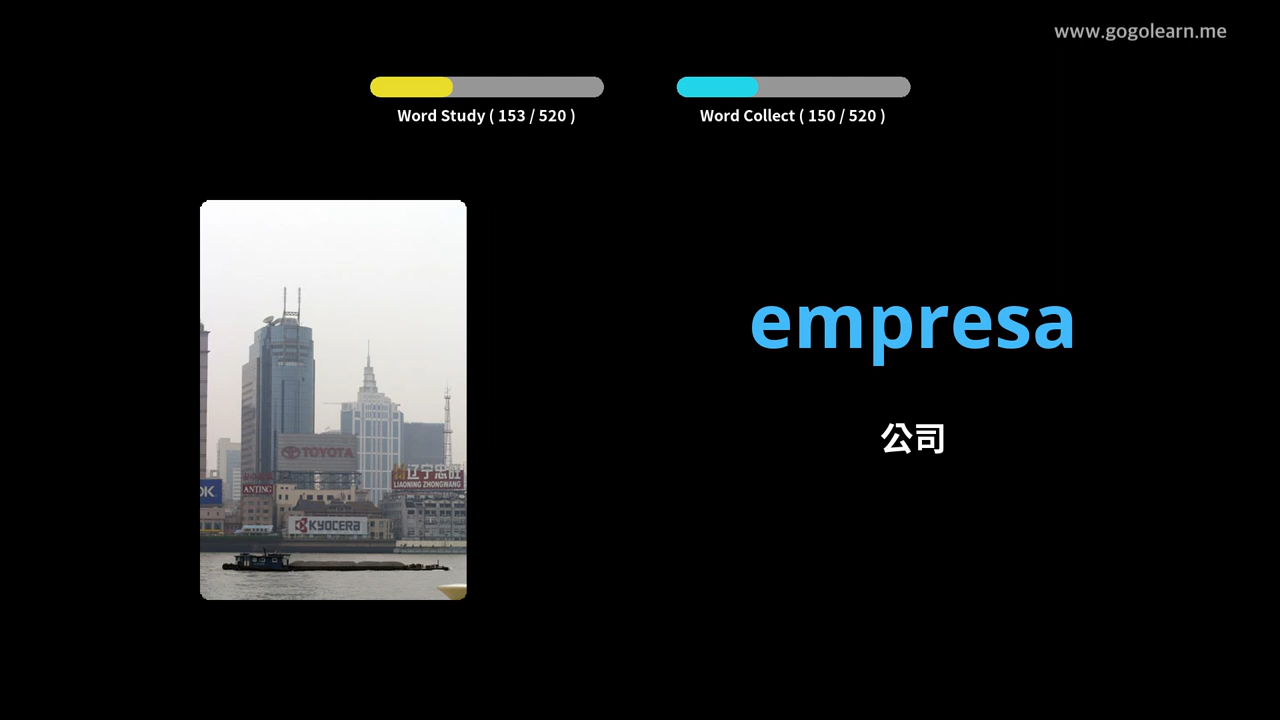 www.gogolearn.me
Word Study ( 153 / 520 )
Word Collect ( 150 / 520 )
empresa
公司
TOYOTA
辽宁忠旺
LIAONING ZHONGWANG
OK
ANTING
KYOCERA